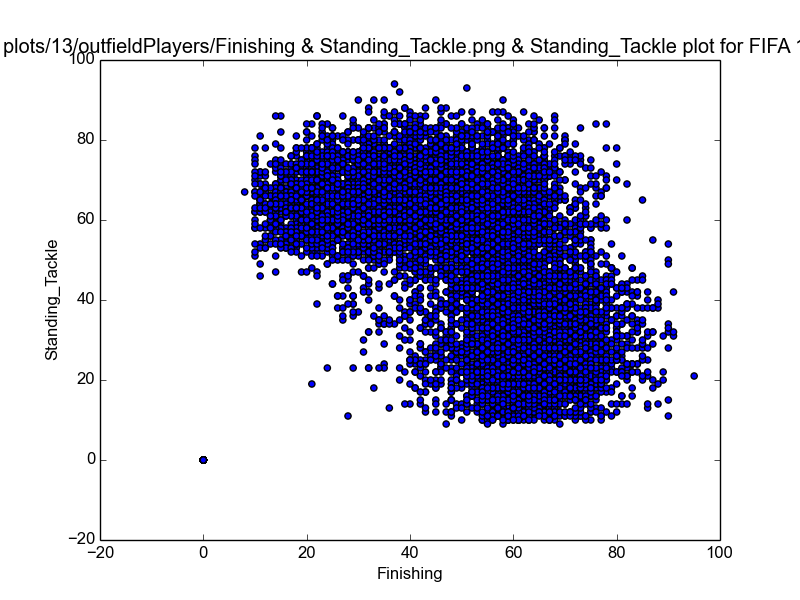 plots/13/outfieldPlayers/Finishing & Standing_Tackle.png & Standing_Tackle plot for FIFA 1
100
80
60
40
20
0
−20
Standing_Tackle
−20 0 20 40 60 80 100
Finishing